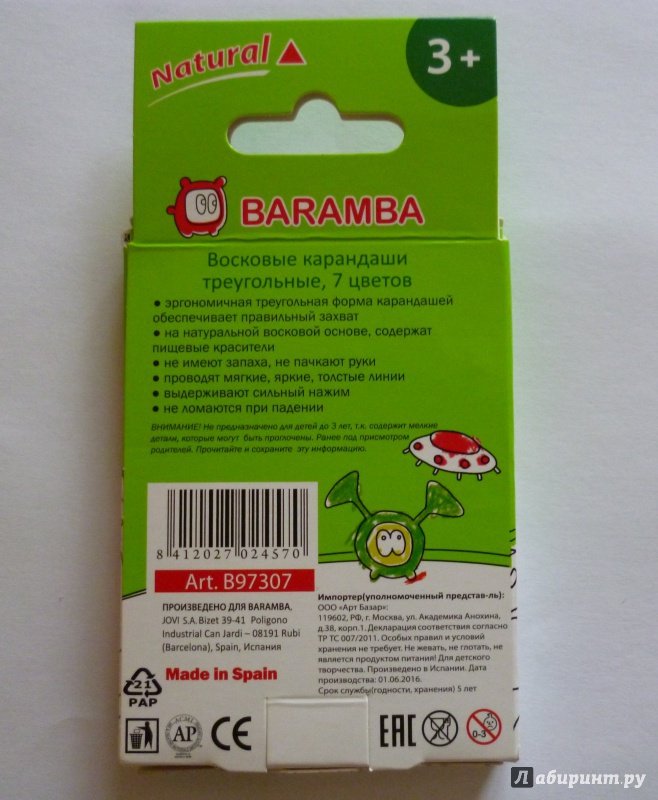 Natural
3+
BARAMBA
Восковые карандаши
треугольные, 7 цветов
• эргономичная треугольная форма карандашей
обеспечивает правильный захват
• на натуральной восковой основе, содержат
пищевые красители
• не имеют запаха, не пачкают руки
• проводят мягкие, яркие, толстые линии
• выдерживают сильный нажим
• не ломаются при падении
ВНИМАНИЕ! Не предназначено для детей до 3 лет, т.к. содержит мелкие
детали, которые могут быть проглочены. Ранее под присмотром
родителей. Прочитайте и сохраните эту информацию.
8 412027 024570
Art. B97307
ПРОИЗВЕДЕНО ДЛЯ BARAMBA,
JOVI S.A. Bizet 39-41 Poligono
Industrial Can Jardi – 08191 Rubi
(Barcelona), Spain, Испания
Made in Spain
Импортер(уполномоченный представ-ль):
ООО «Арт Базар»:
119602, РФ, г. Москва, ул. Академика Анохина,
д.38, корп.1. Декларация соответствия согласно
ТР ТС 007/2011. Особых правил и условий
хранения не требует. Не жевать, не глотать, не
является продуктом питания! Для детского
творчества. Произведено в Испании. Дата
производства: 01.06.2016.
Срок службы(годности, хранения) 5 лет
21
PAP
ACMI
AP
CE
EAC
0-3
Лабиринт.ру